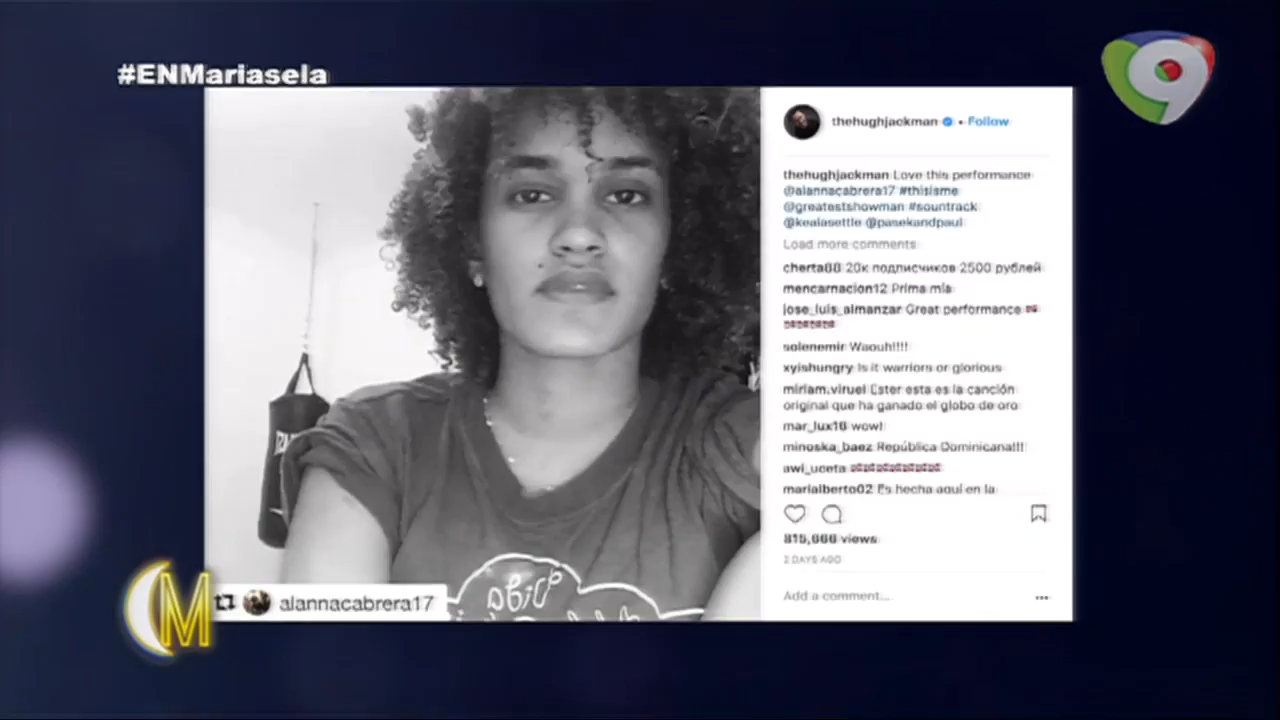 #ENMariasela
9
thehughjackman • Follow
thehughjackman Love this performance
@alannacabrera17 #thisisme
@greatestshowman #sountrack
@kealasettle @pasekandpaul
Load more comments
cherta88 20к подписчиков 2500 рублей
mencarnacion12 Prima mia
jose_luis_almanzar Great performance
solenemir Waouh!!!!
xyishungry Is it warriors or glorious
miriam.viruel Ester esta es la canción
original que ha ganado el globo de oro
mar_lux16 wow!
minoska_baez República Dominicana!!!
awi_uceta
marialberto02 Es hecha aquí en la
815,666 views
2 DAYS AGO
Add a comment...
alannacabrera17
M